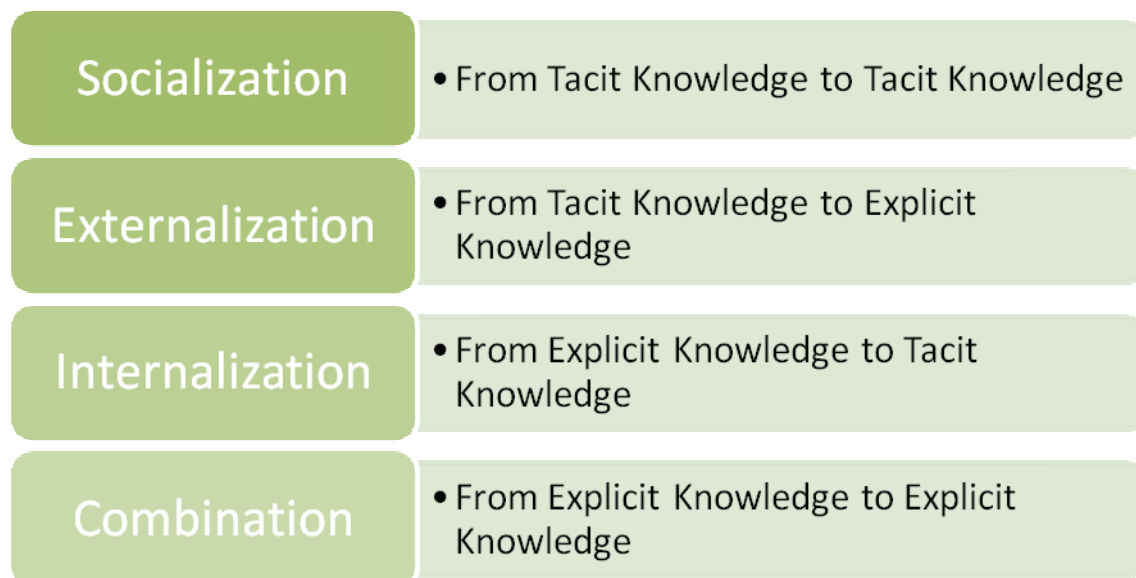 Socialization
• From Tacit Knowledge to Tacit Knowledge
Externalization
• From Tacit Knowledge to Explicit
Knowledge
Internalization
• From Explicit Knowledge to Tacit
Knowledge
Combination
• From Explicit Knowledge to Explicit
Knowledge